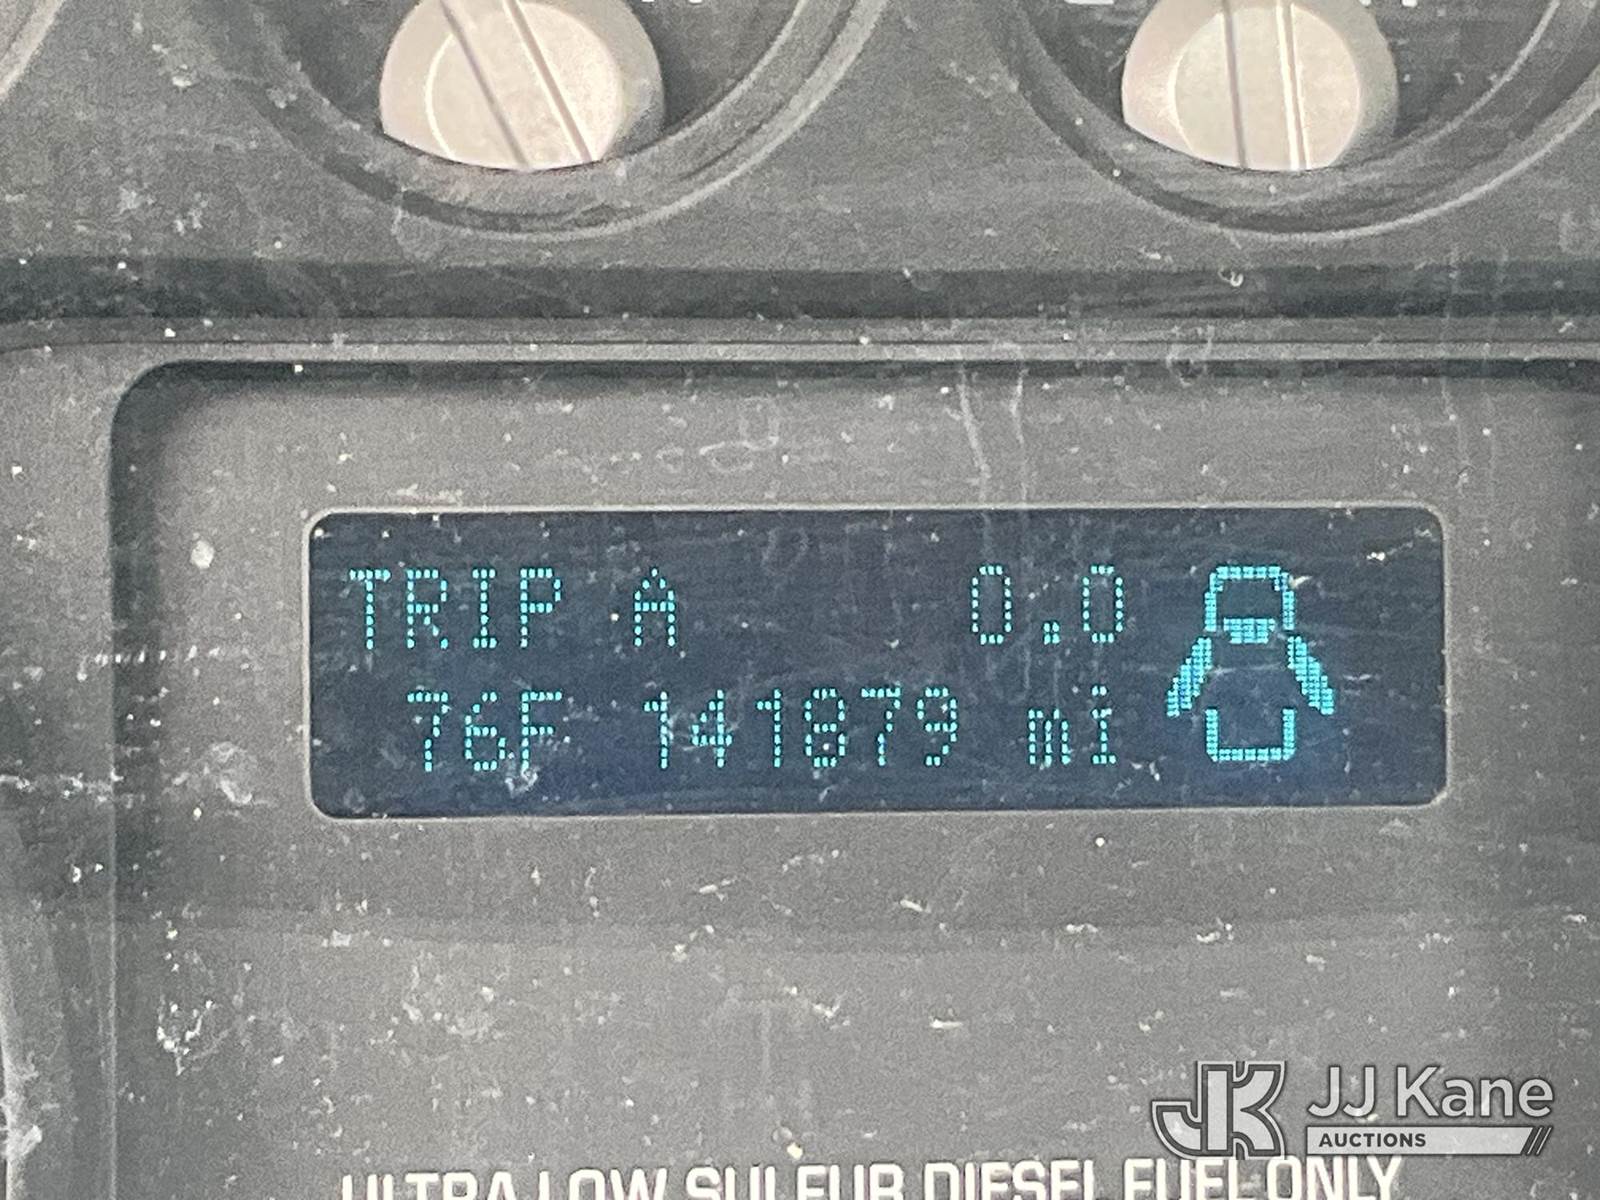 TRIP A 0.0
76F 141879 mi
JJ Kane
AUCTIONS
ULTRA LOW SULFUR DIESEL FUEL ONLY